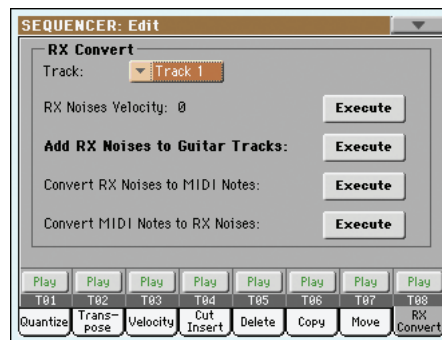 SEQUENCER: Edit
RX Convert
Track: Track 1
RX Noises Velocity: 0 Execute
Add RX Noises to Guitar Tracks: Execute
Convert RX Noises to MIDI Notes: Execute
Convert MIDI Notes to RX Noises: Execute
Play Play Play Play Play Play Play Play
T01 T02 T03 T04 T05 T06 T07 T08
Quantize Trans-pose Velocity Cut Insert Delete Copy Move RX Convert